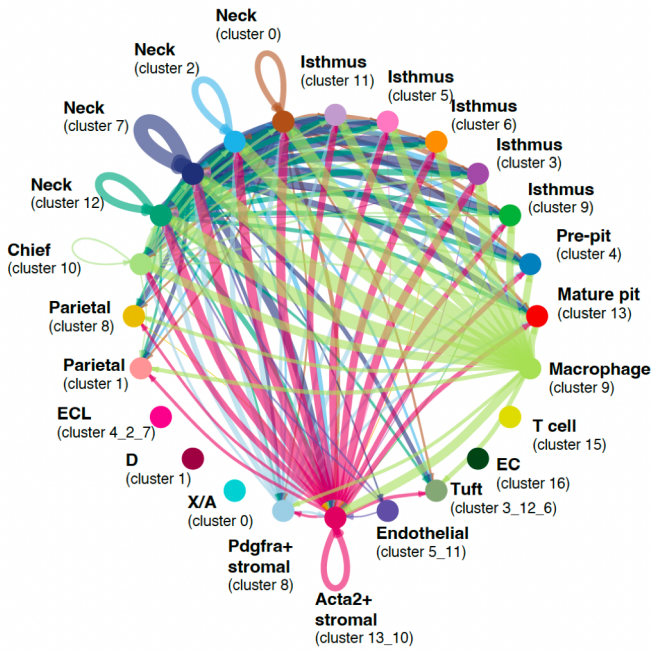 Neck
(cluster 0)
Neck
(cluster 2)
Isthmus
(cluster 11)
Isthmus
(cluster 5)
Isthmus
(cluster 6)
Neck
(cluster 7)
Isthmus
(cluster 3)
Neck
(cluster 12)
Isthmus
(cluster 9)
Chief
(cluster 10)
Pre-pit
(cluster 4)
Parietal
(cluster 8)
Mature pit
(cluster 13)
Parietal
(cluster 1)
Macrophage
(cluster 9)
ECL
(cluster 4_2_7)
T cell
(cluster 15)
D
(cluster 1)
EC
(cluster 16)
X/A
(cluster 0)
Tuft
(cluster 3_12_6)
Pdgfra+
stromal
(cluster 8)
Endothelial
(cluster 5_11)
Acta2+
stromal
(cluster 13_10)